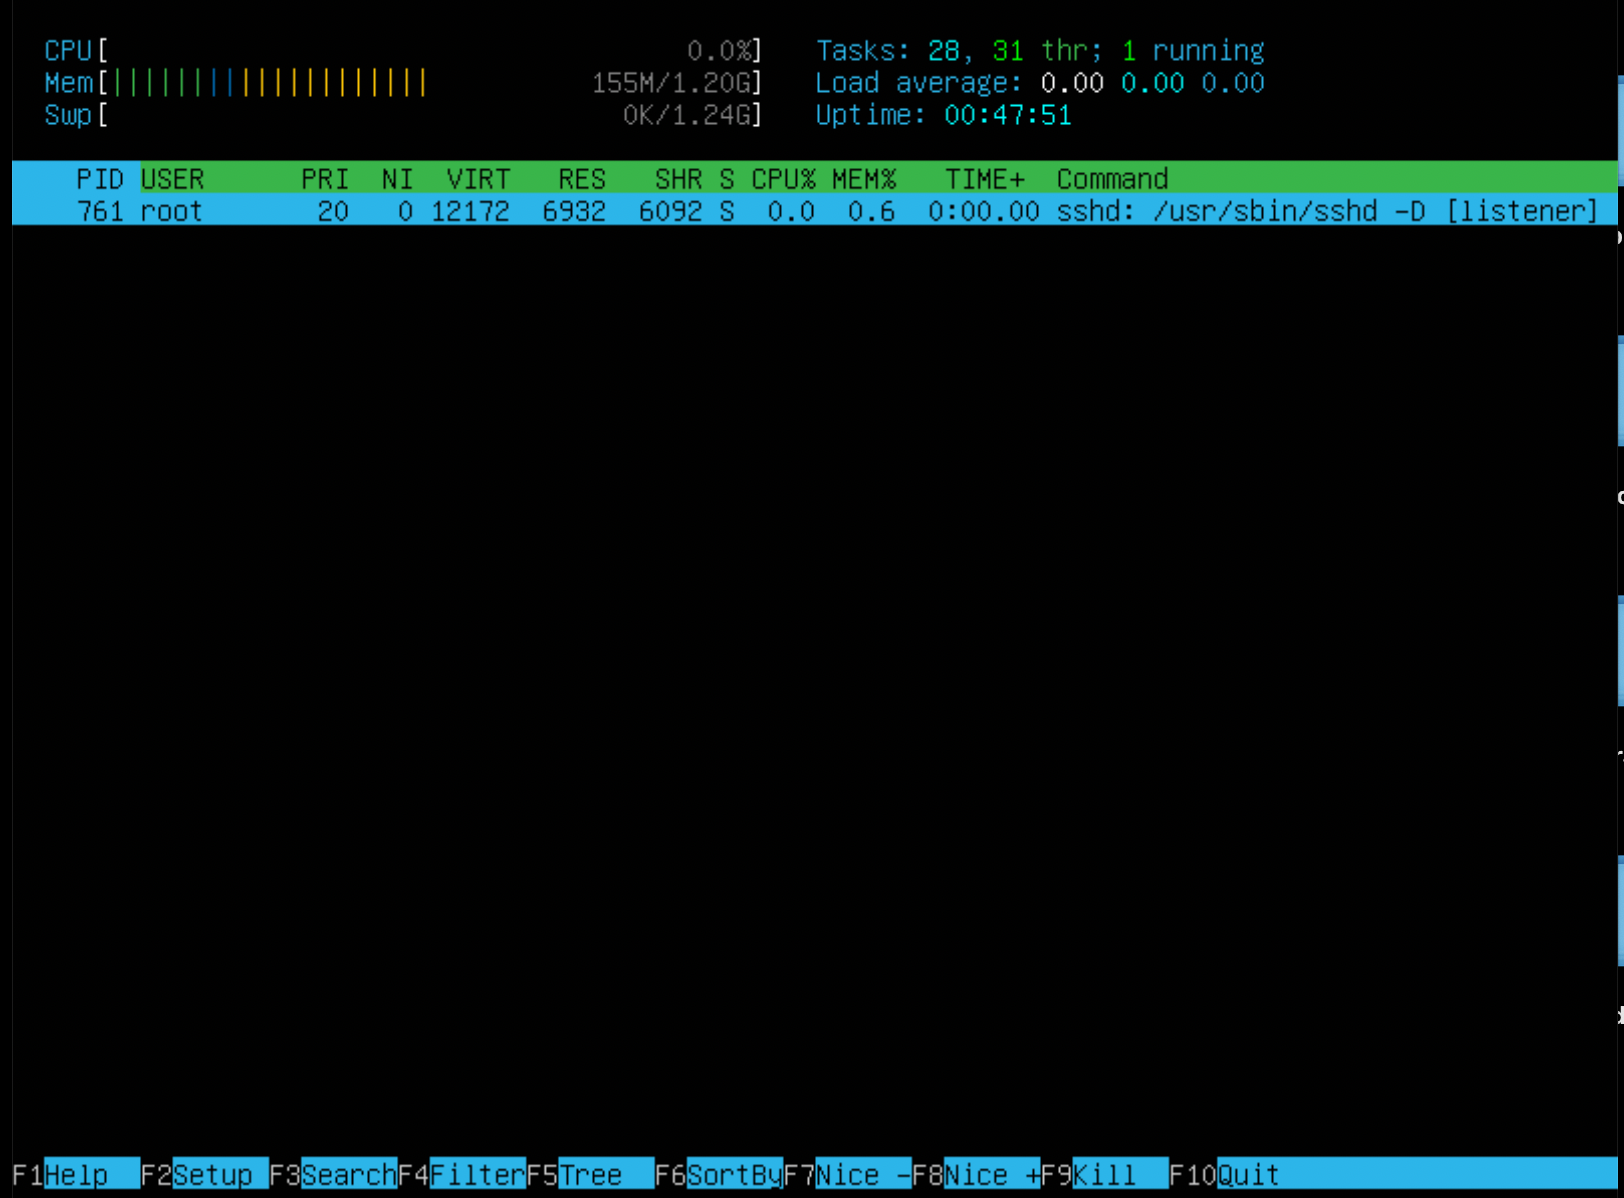 CPU[ 0.0%] Tasks: 28, 31 thr; 1 running
Mem[|||||||||||||||||||| 155M/1.20G] Load average: 0.00 0.00 0.00
Swp[ 0K/1.24G] Uptime: 00:47:51
PID USER PRI NI VIRT RES SHR S CPU% MEM% TIME+ Command
761 root 20 0 12172 6932 6092 S 0.0 0.6 0:00.00 sshd: /usr/sbin/sshd -D [listener]
F1Help F2Setup F3SearchF4FilterF5Tree F6SortByF7Nice -F8Nice +F9Kill F10Quit